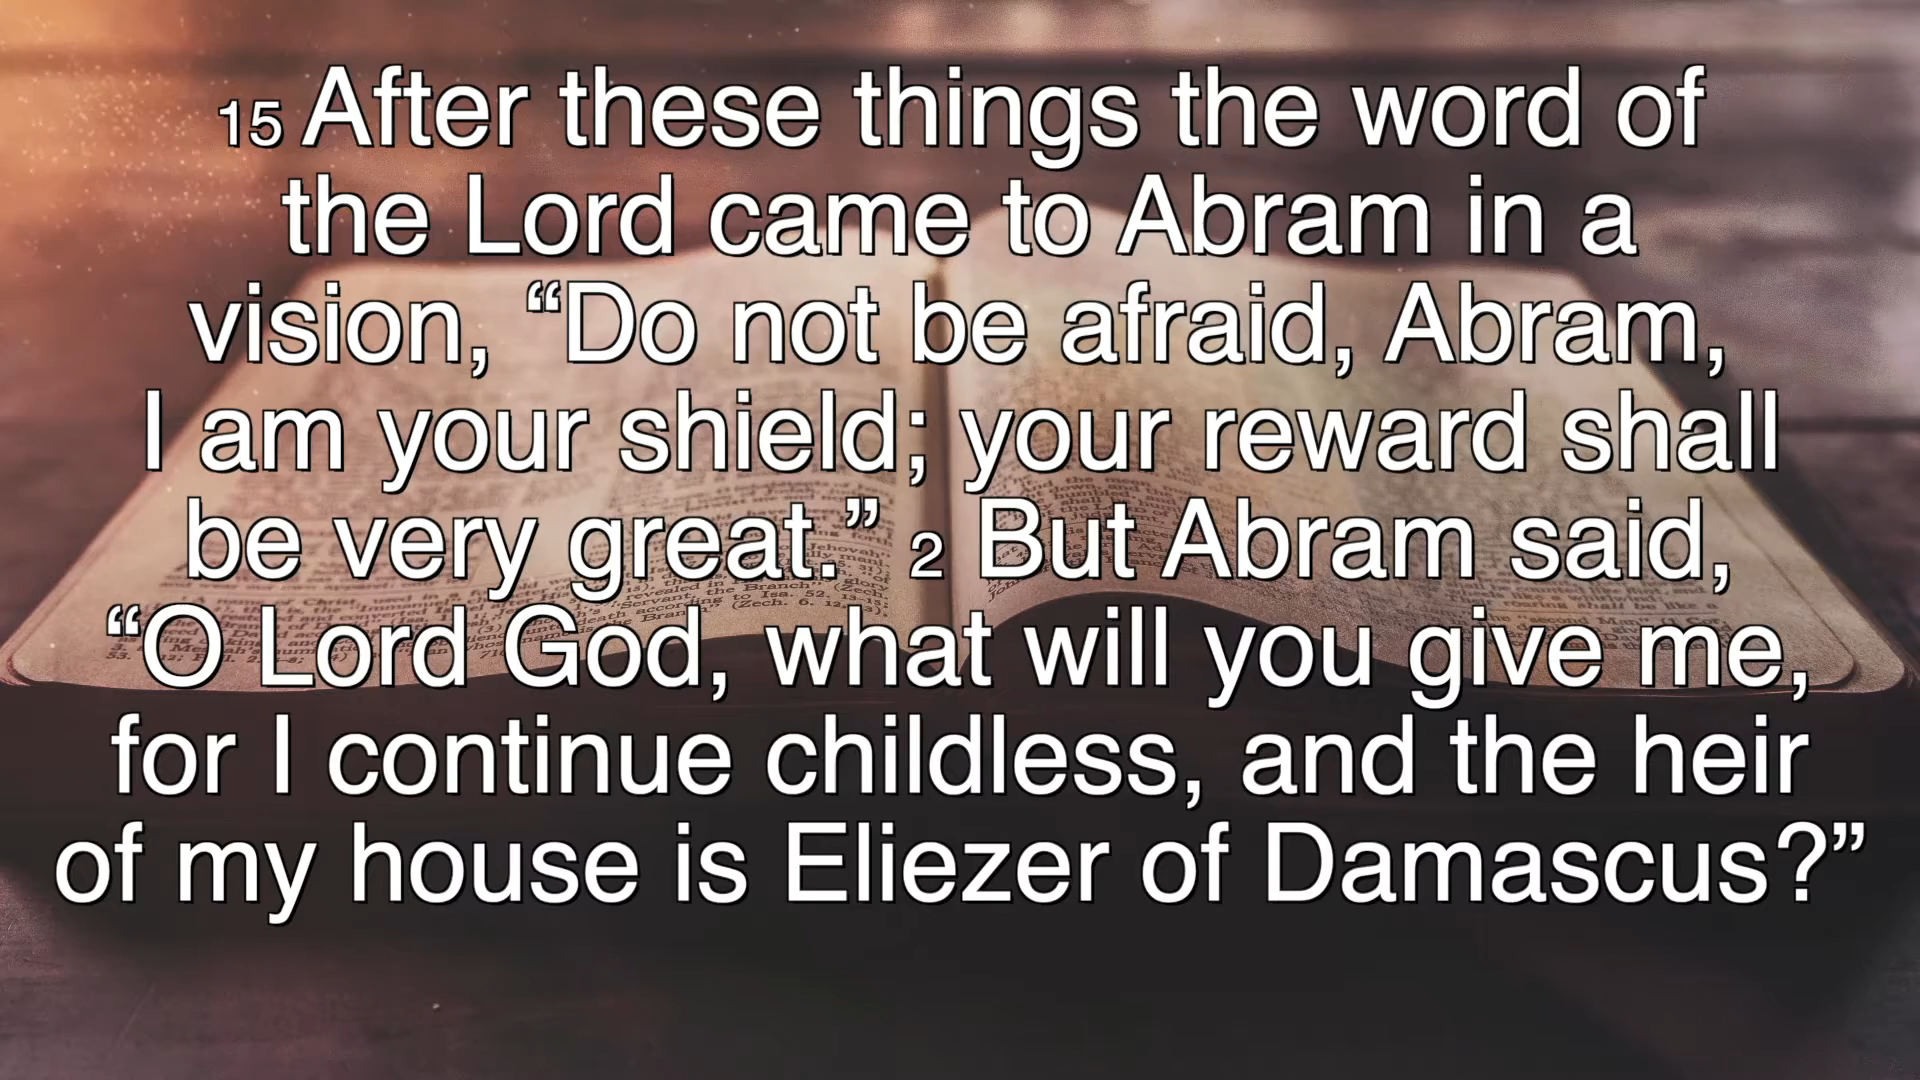 15 After these things the word of
the Lord came to Abram in a
vision, “Do not be afraid, Abram,
I am your shield; your reward shall
be very great.” 2 But Abram said,
“O Lord God, what will you give me,
for I continue childless, and the heir
of my house is Eliezer of Damascus?”